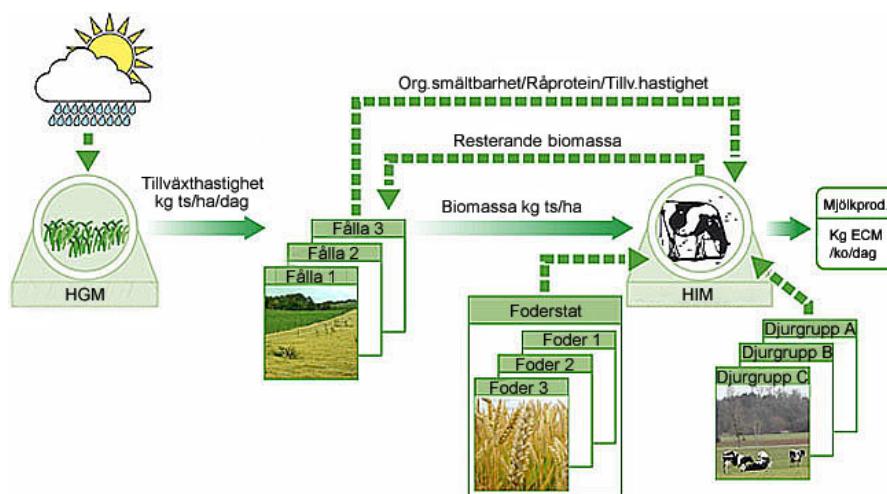 Org.smältbarhet/Råprotein/Tillv.hastighet
Resterande biomassa
Tillväxthastighet
kg ts/ha/dag
Biomassa kg ts/ha
Mjölkprod.
Kg ECM
/ko/dag
HGM
Fålla 3
Fålla 2
Fålla 1
HIM
Foderstat
Foder 1
Foder 2
Foder 3
Djurgrupp A
Djurgrupp B
Djurgrupp C